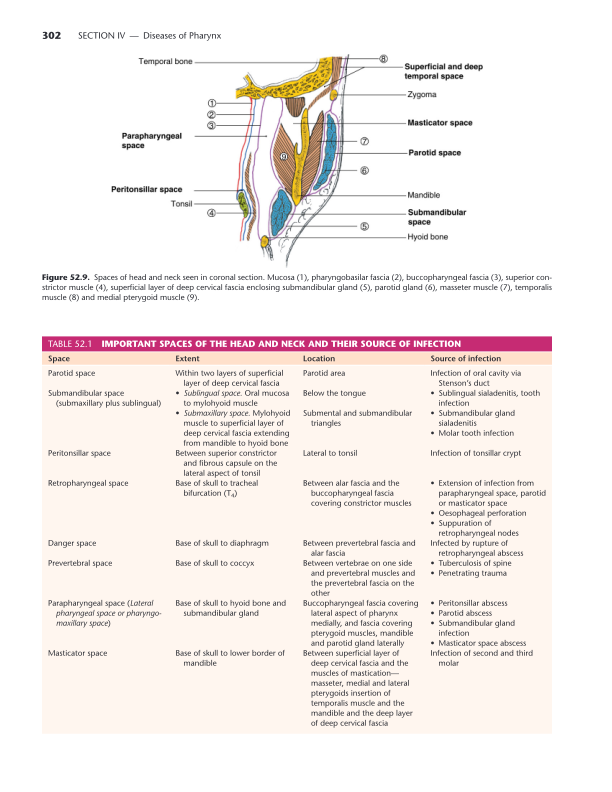 302 SECTION IV — Diseases of Pharynx
Temporal bone
⑧
Superficial and deep
temporal space
Zygoma
①
②
③
Masticator space
Parapharyngeal
space
⑦
Parotid space
⑨
⑥
Peritonsillar space
Mandible
Tonsil
④
Submandibular
space
⑤
Hyoid bone
Figure 52.9. Spaces of head and neck seen in coronal section. Mucosa (1), pharyngobasilar fascia (2), buccopharyngeal fascia (3), superior con-
strictor muscle (4), superficial layer of deep cervical fascia enclosing submandibular gland (5), parotid gland (6), masseter muscle (7), temporalis
muscle (8) and medial pterygoid muscle (9).
TABLE 52.1 IMPORTANT SPACES OF THE HEAD AND NECK AND THEIR SOURCE OF INFECTION
Space Extent Location Source of infection
Parotid space Within two layers of superficial Parotid area Infection of oral cavity via
layer of deep cervical fascia Stenson's duct
Submandibular space • Sublingual space. Oral mucosa Below the tongue • Sublingual sialadenitis, tooth
(submaxillary plus sublingual) to mylohyoid muscle infection
• Submaxillary space. Mylohyoid Submental and submandibular • Submandibular gland
muscle to superficial layer of triangles sialadenitis
deep cervical fascia extending • Molar tooth infection
from mandible to hyoid bone
Peritonsillar space Between superior constrictor Lateral to tonsil Infection of tonsillar crypt
and fibrous capsule on the
lateral aspect of tonsil
Retropharyngeal space Base of skull to tracheal Between alar fascia and the • Extension of infection from
bifurcation (T4) buccopharyngeal fascia parapharyngeal space, parotid
covering constrictor muscles or masticator space
• Oesophageal perforation
• Suppuration of
retropharyngeal nodes
Danger space Base of skull to diaphragm Between prevertebral fascia and Infected by rupture of
alar fascia retropharyngeal abscess
Prevertebral space Base of skull to coccyx Between vertebrae on one side • Tuberculosis of spine
and prevertebral muscles and • Penetrating trauma
the prevertebral fascia on the
other
Parapharyngeal space (Lateral Base of skull to hyoid bone and Buccopharyngeal fascia covering • Peritonsillar abscess
pharyngeal space or pharyngo- submandibular gland lateral aspect of pharynx • Parotid abscess
maxillary space) medially, and fascia covering • Submandibular gland
pterygoid muscles, mandible infection
and parotid gland laterally • Masticator space abscess
Masticator space Base of skull to lower border of Between superficial layer of Infection of second and third
mandible deep cervical fascia and the molar
muscles of mastication—
masseter, medial and lateral
pterygoids insertion of
temporalis muscle and the
mandible and the deep layer
of deep cervical fascia